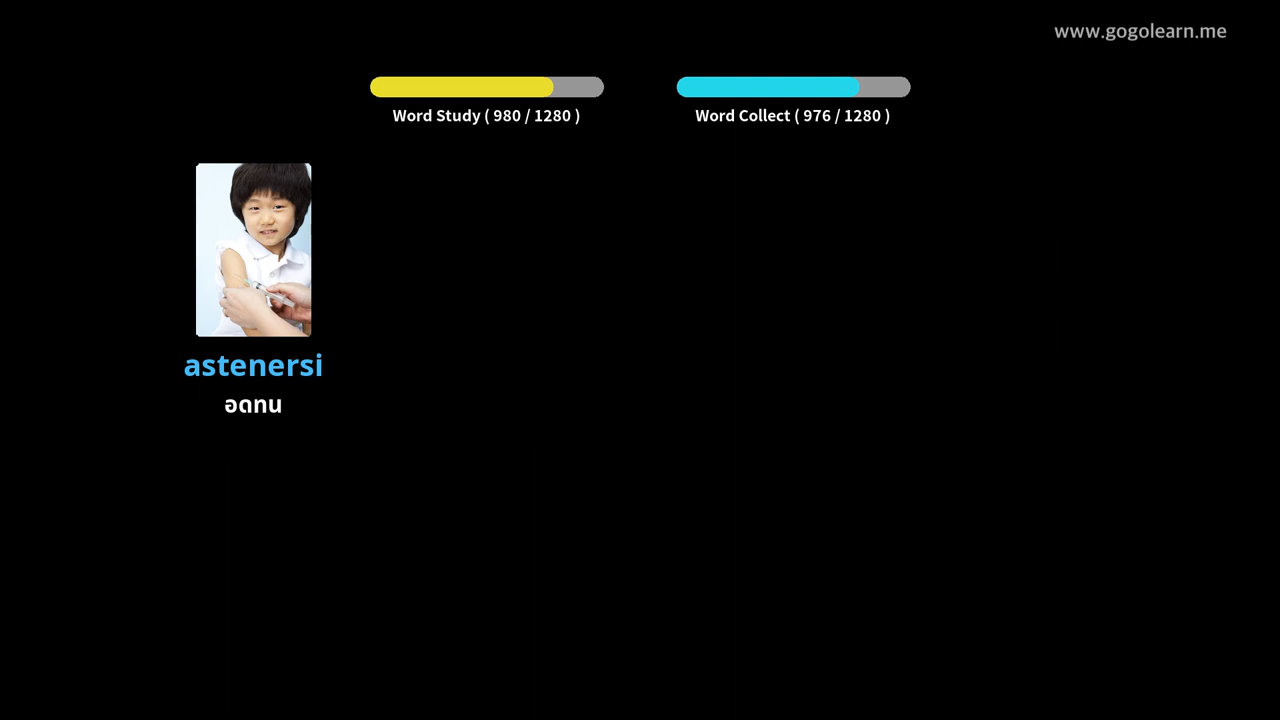 www.gogolearn.me
Word Study ( 980 / 1280 )
Word Collect ( 976 / 1280 )
astenersi
อดทน